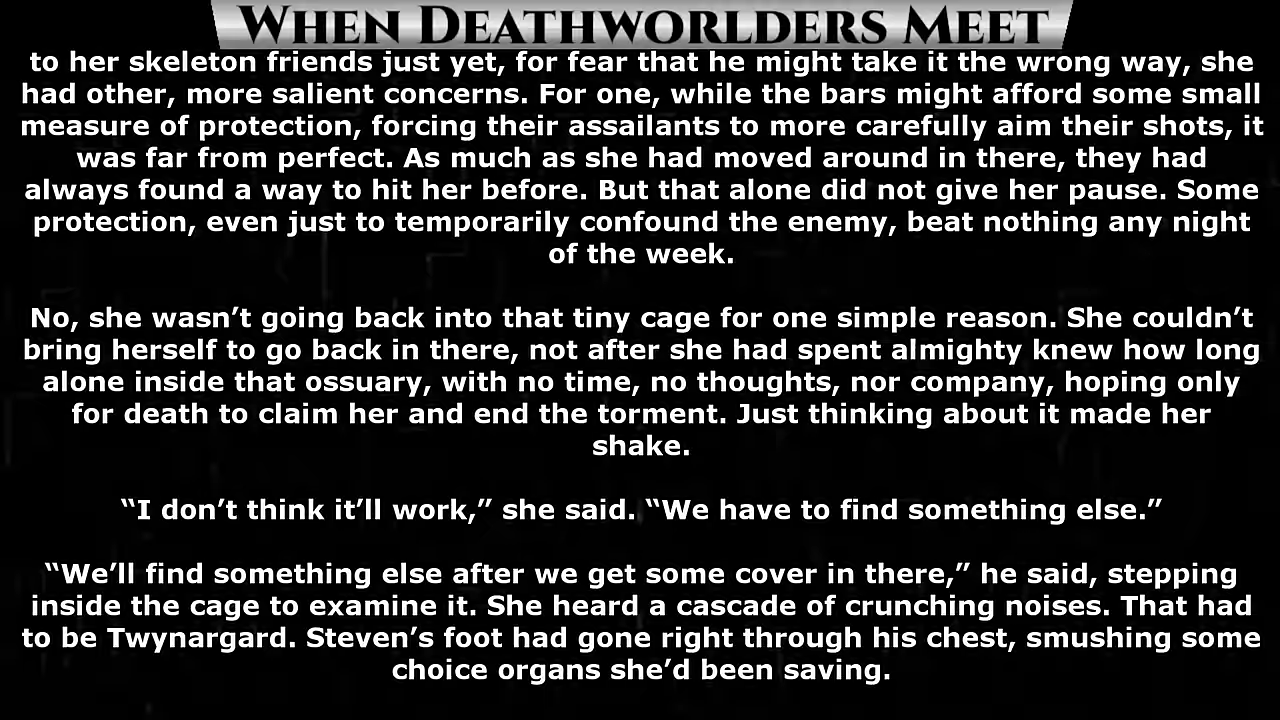 When Deathworlders Meet
to her skeleton friends just yet, for fear that he might take it the wrong way, she
had other, more salient concerns. For one, while the bars might afford some small
measure of protection, forcing their assailants to more carefully aim their shots, it
was far from perfect. As much as she had moved around in there, they had
always found a way to hit her before. But that alone did not give her pause. Some
protection, even just to temporarily confound the enemy, beat nothing any night
of the week.
No, she wasn’t going back into that tiny cage for one simple reason. She couldn’t
bring herself to go back in there, not after she had spent almighty knew how long
alone inside that ossuary, with no time, no thoughts, nor company, hoping only
for death to claim her and end the torment. Just thinking about it made her
shake.
“I don’t think it’ll work,” she said. “We have to find something else.”
“We’ll find something else after we get some cover in there,” he said, stepping
inside the cage to examine it. She heard a cascade of crunching noises. That had
to be Twynargard. Steven’s foot had gone right through his chest, smushing some
choice organs she’d been saving.